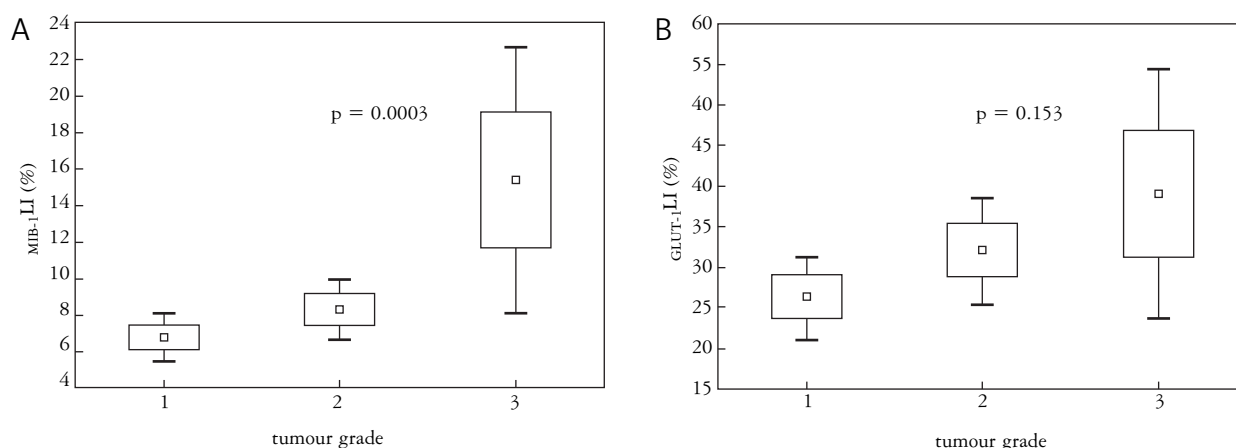 A
24
22
20
18
16
14
12
10
8
6
4
MIB-1LI (%)
p = 0.0003
1 2 3
tumour grade
B
60
55
40
45
40
35
30
25
20
15
GLUT-1LI (%)
p = 0.153
1 2 3
tumour grade